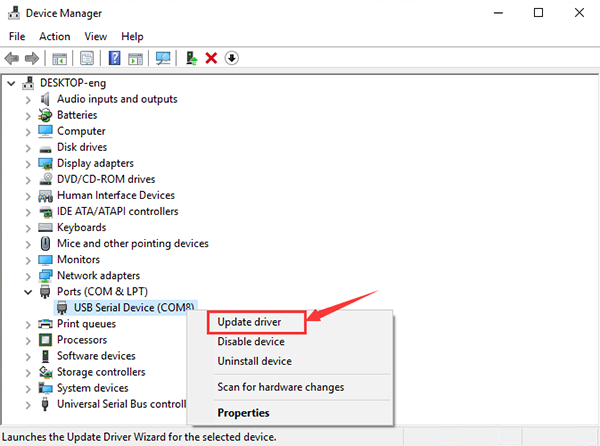 Device Manager
File Action View Help
DESKTOP-eng
Audio inputs and outputs
Batteries
Computer
Disk drives
Display adapters
DVD/CD-ROM drives
Human Interface Devices
IDE ATA/ATAPI controllers
Keyboards
Mice and other pointing devices
Monitors
Network adapters
Ports (COM & LPT)
USB Serial Device (COM8)
Update driver
Print queues
Disable device
Processors
Software devices
Uninstall device
Storage controllers
System devices
Scan for hardware changes
Universal Serial Bus control
Properties
Launches the Update Driver Wizard for the selected device.